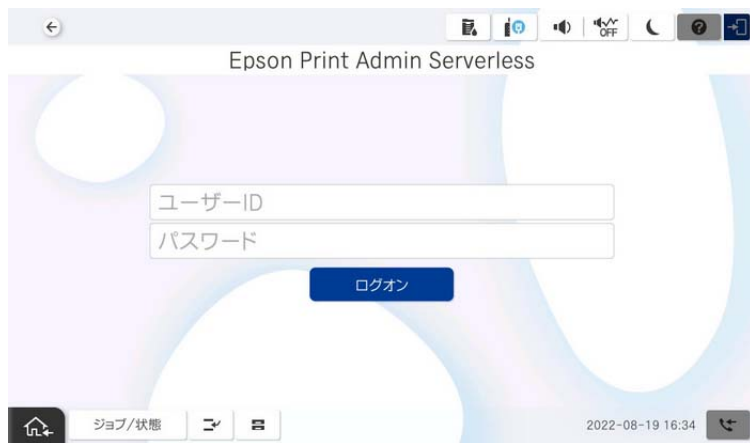 OFF
Epson Print Admin Serverless
ユーザーID
パスワード
ログオン
ジョブ/状態
2022-08-19 16:34